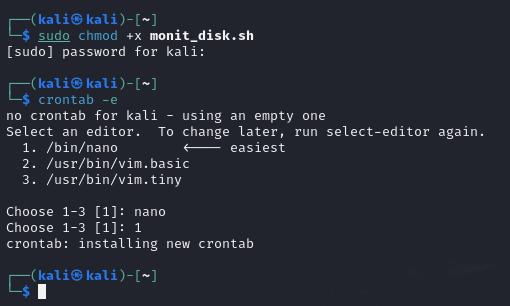 ┌──(kali㉿kali)-[~]
└─$ sudo chmod +x monit_disk.sh
[sudo] password for kali:
┌──(kali㉿kali)-[~]
└─$ crontab -e
no crontab for kali - using an empty one
Select an editor.  To change later, run select-editor again.
  1. /bin/nano        <---- easiest
  2. /usr/bin/vim.basic
  3. /usr/bin/vim.tiny
Choose 1-3 [1]: nano
Choose 1-3 [1]: 1
crontab: installing new crontab
┌──(kali㉿kali)-[~]
└─$